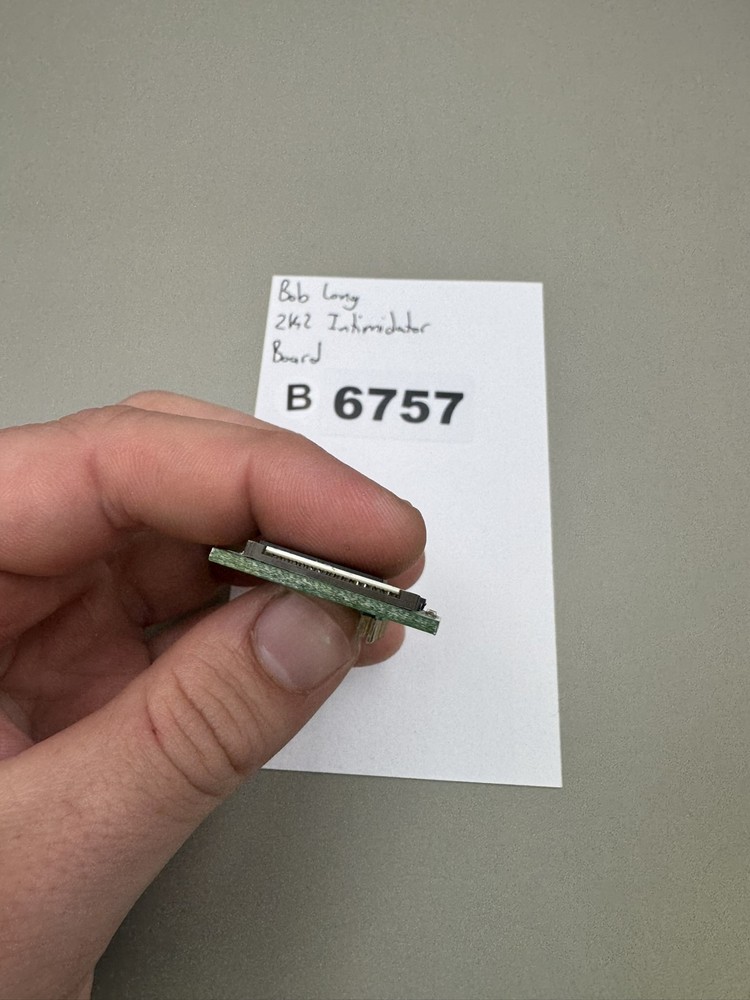 Bob Long
2k2 Intimidator
Board
B 6757